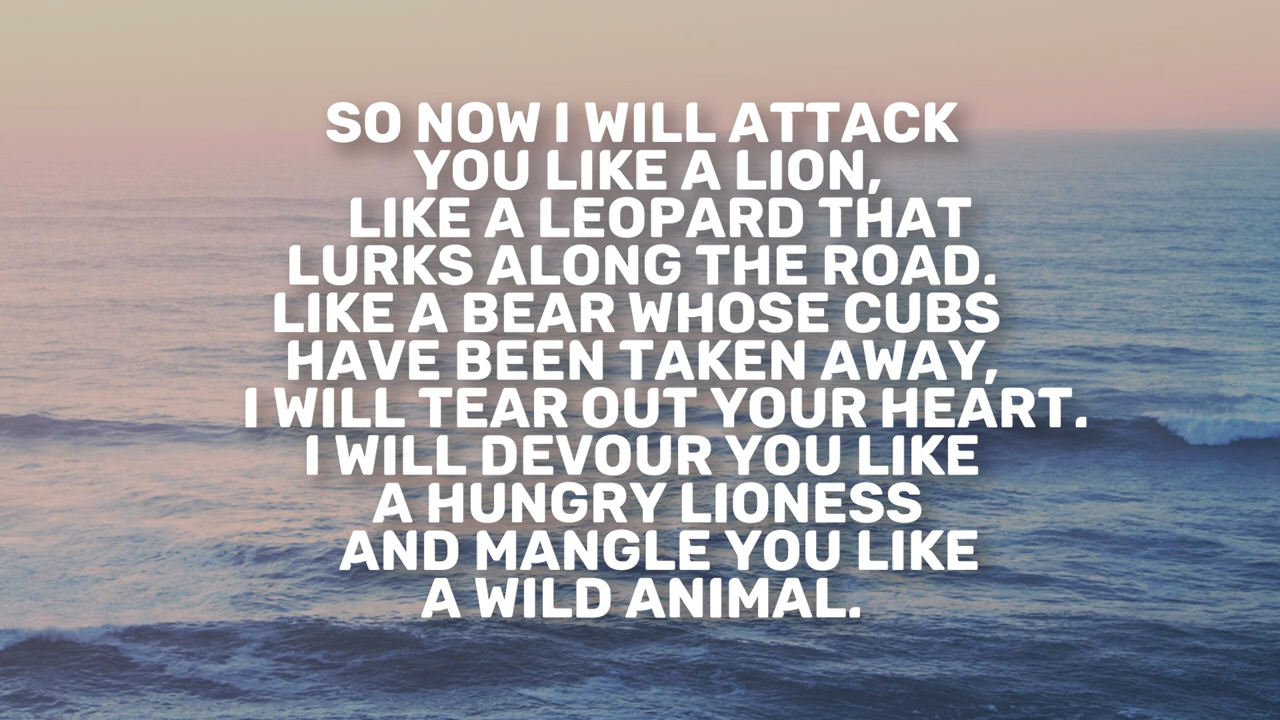 SO NOW I WILL ATTACK
YOU LIKE A LION,
LIKE A LEOPARD THAT
LURKS ALONG THE ROAD.
LIKE A BEAR WHOSE CUBS
HAVE BEEN TAKEN AWAY,
I WILL TEAR OUT YOUR HEART.
I WILL DEVOUR YOU LIKE
A HUNGRY LIONESS
AND MANGLE YOU LIKE
A WILD ANIMAL.